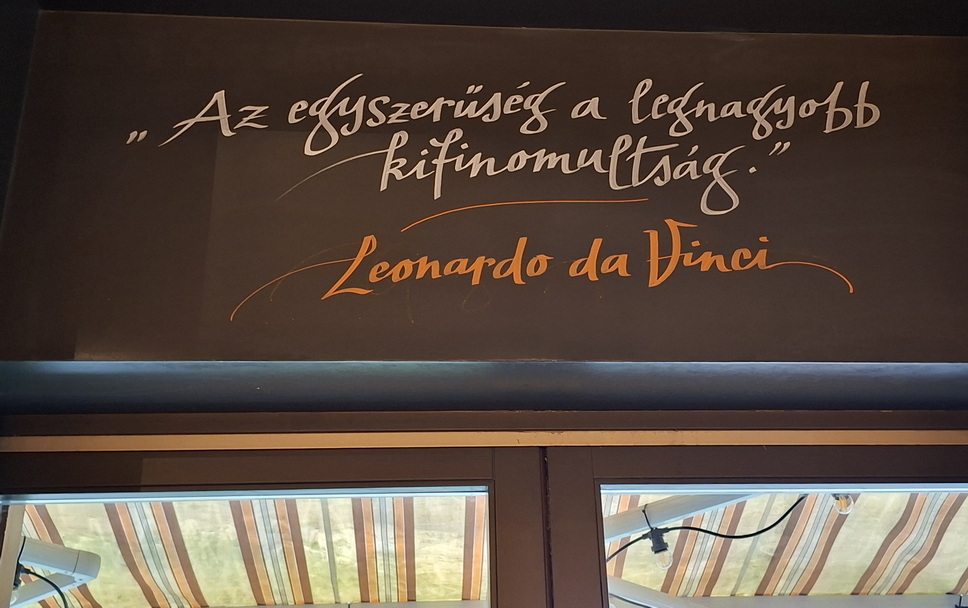 „Az egyszerűség a legnagyobb
kifinomultság.”
Leonardo da Vinci